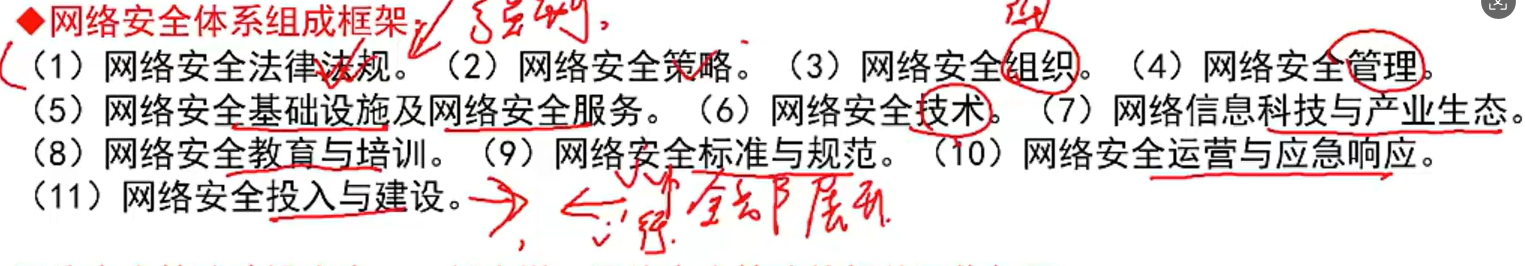 ◆网络安全体系组成框架:
（1）网络安全法律法规。（2）网络安全策略。（3）网络安全组织。（4）网络安全管理。
（5）网络安全基础设施及网络安全服务。（6）网络安全技术。（7）网络信息科技与产业生态。
（8）网络安全教育与培训。（9）网络安全标准与规范。（10）网络安全运营与应急响应。
（11）网络安全投入与建设。
全部展现